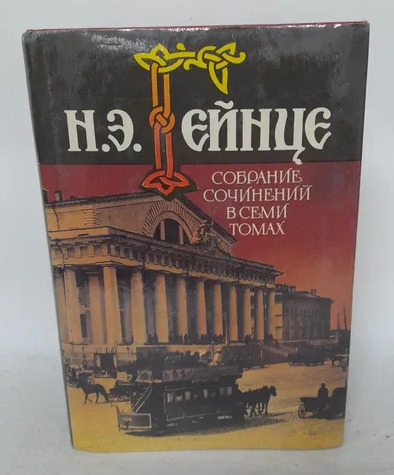 Н.Э. ГЕЙНЦЕ
СОБРАНИЕ
СОЧИНЕНИЙ
В СЕМИ
ТОМАХ